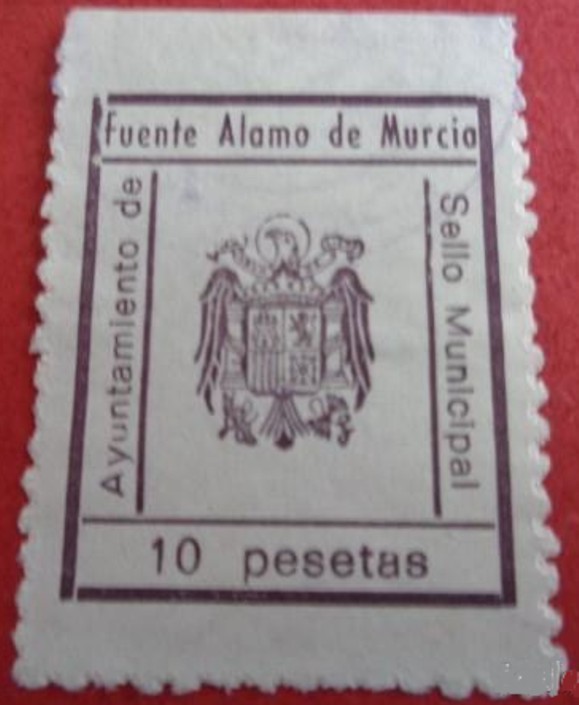 Fuente Alamo de Murcia
Ayuntamiento de
Sello Municipal
10 pesetas